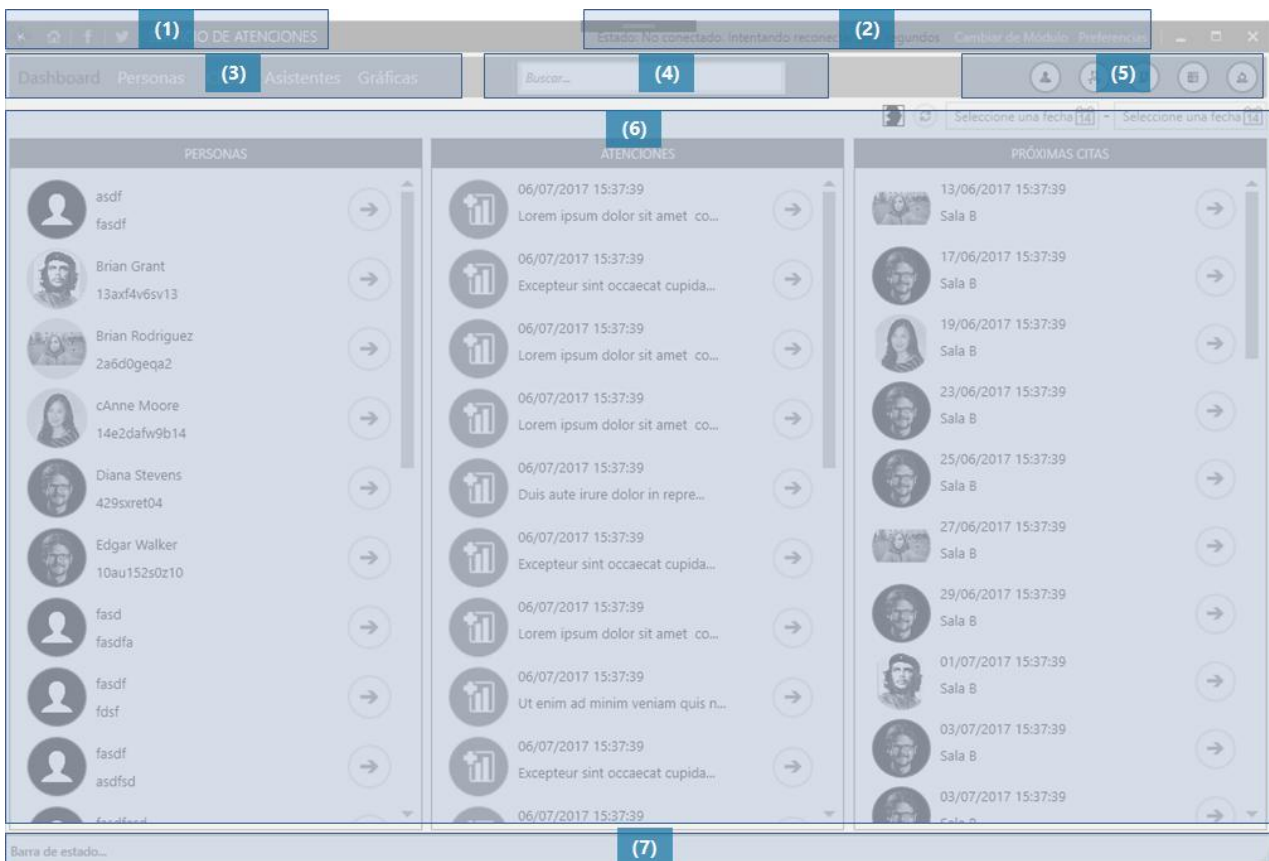 (1)
IO DE ATENCIONES
(2)
Estado: No conectado. Intentando reconec
egundos
Cambiar de Módulo
Preferencias
Dashboard
Personas
(3)
Asistentes
Gráficas
Buscar...
(4)
(5)
(6)
Seleccione una fecha
14
-
Seleccione una fecha
14
PERSONAS
asdf
fasdf
Brian Grant
13axf4v6sv13
Brian Rodriguez
2a6d0geqa2
cAnne Moore
14e2dafw9b14
Diana Stevens
429sxret04
Edgar Walker
10au152s0z10
fasd
fasdfa
fasdf
fdsf
fasdf
asdfsd
fasdfasd
ATENCIONES
06/07/2017 15:37:39
Lorem ipsum dolor sit amet co...
06/07/2017 15:37:39
Excepteur sint occaecat cupida...
06/07/2017 15:37:39
Lorem ipsum dolor sit amet co...
06/07/2017 15:37:39
Lorem ipsum dolor sit amet co...
06/07/2017 15:37:39
Duis aute irure dolor in repre...
06/07/2017 15:37:39
Excepteur sint occaecat cupida...
06/07/2017 15:37:39
Lorem ipsum dolor sit amet co...
06/07/2017 15:37:39
Ut enim ad minim veniam quis n...
06/07/2017 15:37:39
Excepteur sint occaecat cupida...
06/07/2017 15:37:39
PRÓXIMAS CITAS
13/06/2017 15:37:39
Sala B
17/06/2017 15:37:39
Sala B
19/06/2017 15:37:39
Sala B
23/06/2017 15:37:39
Sala B
25/06/2017 15:37:39
Sala B
27/06/2017 15:37:39
Sala B
29/06/2017 15:37:39
Sala B
01/07/2017 15:37:39
Sala B
03/07/2017 15:37:39
Sala B
03/07/2017 15:37:39
Sala B
Barra de estado...
(7)